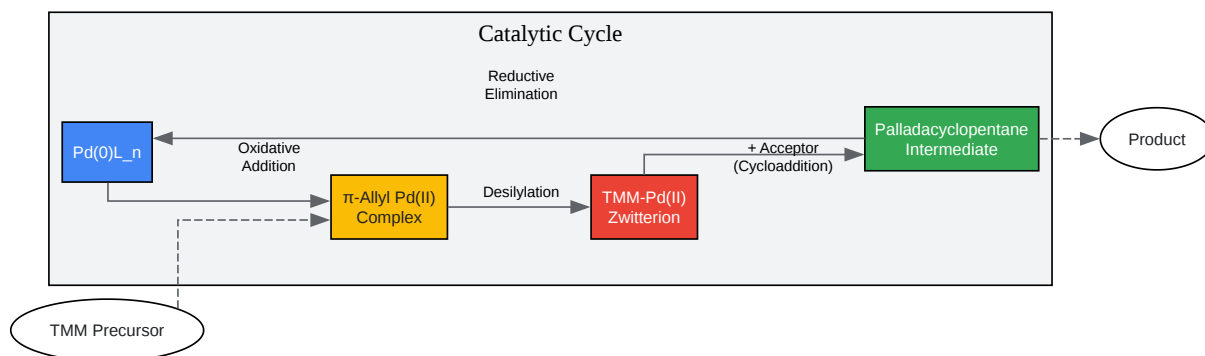 Catalytic Cycle
Reductive
Elimination
Pd(0)L_n
Oxidative
Addition
π-Allyl Pd(II)
Complex
Desilylation
TMM-Pd(II)
Zwitterion
+ Acceptor
(Cycloaddition)
Palladacyclopentane
Intermediate
Product
TMM Precursor